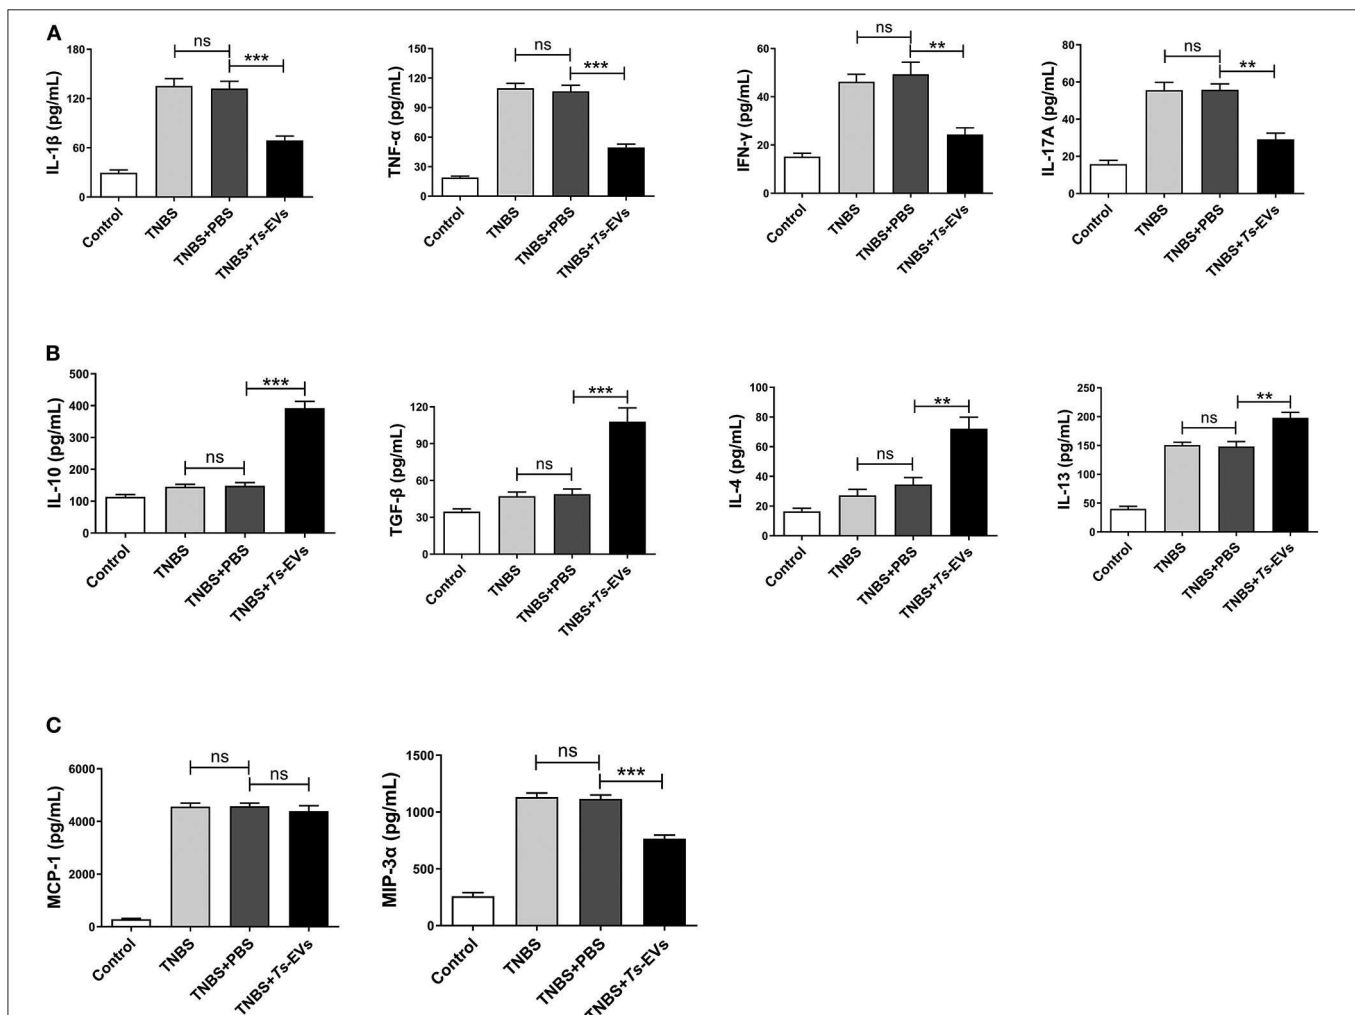 A
IL-1β (pg/mL)
180
120
60
0
ns
***
Control
TNBS
TNBS+PBS
TNBS+Ts-EVs
TNF-α (pg/mL)
150
120
90
60
30
0
ns
***
Control
TNBS
TNBS+PBS
TNBS+Ts-EVs
IFN-γ (pg/mL)
60
40
20
0
ns
**
Control
TNBS
TNBS+PBS
TNBS+Ts-EVs
IL-17A (pg/mL)
80
60
40
20
0
ns
**
Control
TNBS
TNBS+PBS
TNBS+Ts-EVs
B
IL-10 (pg/mL)
500
400
300
200
100
0
ns
***
Control
TNBS
TNBS+PBS
TNBS+Ts-EVs
TGF-β (pg/mL)
120
90
60
30
0
ns
***
Control
TNBS
TNBS+PBS
TNBS+Ts-EVs
IL-4 (pg/mL)
100
80
60
40
20
0
ns
**
Control
TNBS
TNBS+PBS
TNBS+Ts-EVs
IL-13 (pg/mL)
250
200
150
100
50
0
ns
**
Control
TNBS
TNBS+PBS
TNBS+Ts-EVs
C
MCP-1 (pg/mL)
6000
4000
2000
0
ns
ns
Control
TNBS
TNBS+PBS
TNBS+Ts-EVs
MIP-3α (pg/mL)
1500
1000
500
0
ns
***
Control
TNBS
TNBS+PBS
TNBS+Ts-EVs